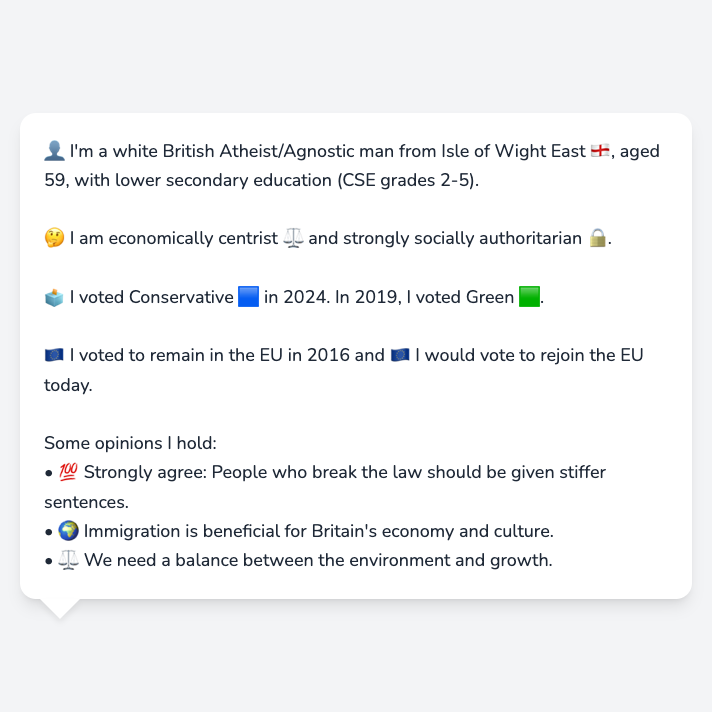 👤 I'm a white British Atheist/Agnostic man from Isle of Wight East 🏴󠁧󠁢󠁥󠁮󠁧󠁿, aged
59, with lower secondary education (CSE grades 2-5).
🤔 I am economically centrist ⚖️ and strongly socially authoritarian 🔒.
🗳️ I voted Conservative 🟦 in 2024. In 2019, I voted Green 🟩.
🇪🇺 I voted to remain in the EU in 2016 and 🇪🇺 I would vote to rejoin the EU
today.
Some opinions I hold:
• 💯 Strongly agree: People who break the law should be given stiffer
sentences.
• 🌍 Immigration is beneficial for Britain's economy and culture.
• ⚖️ We need a balance between the environment and growth.